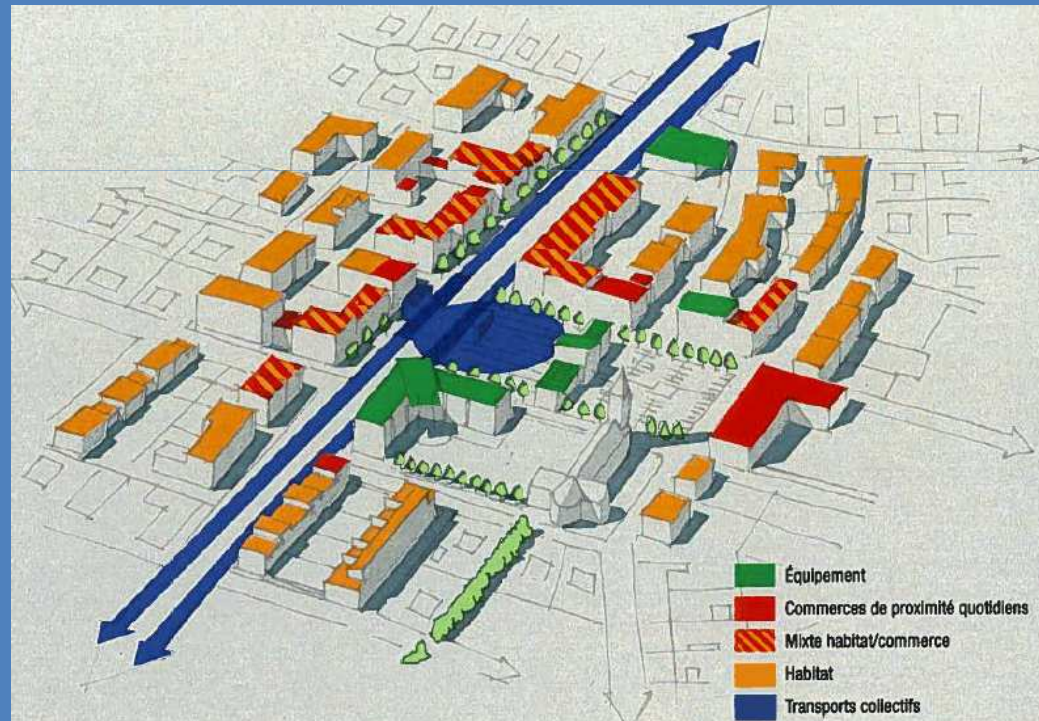 Équipement
Commerces de proximité quotidiens
Mixte habitat/commerce
Habitat
Transports collectifs